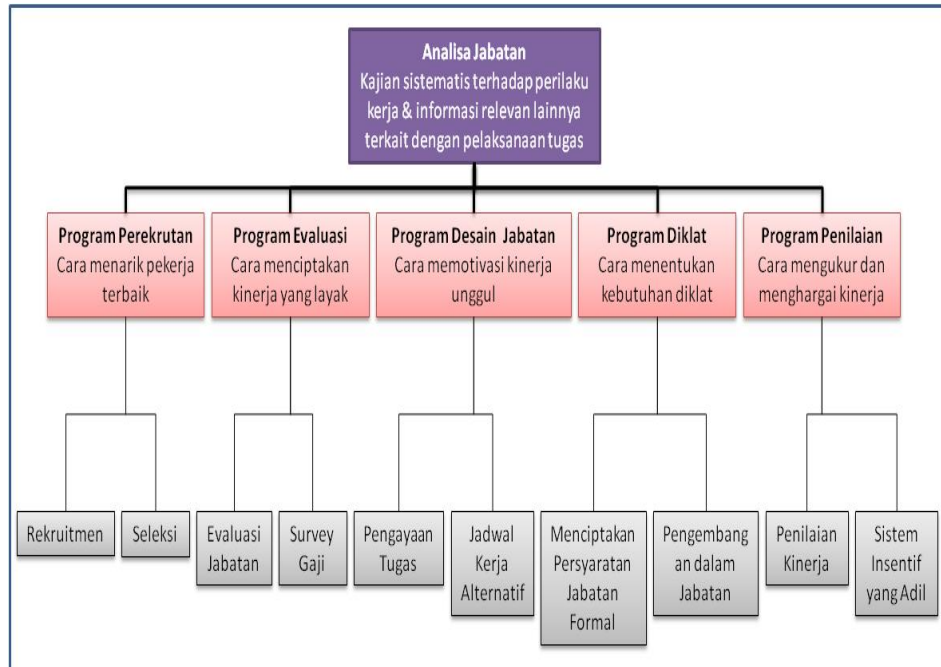 Analisa Jabatan
Kajian sistematis terhadap perilaku
kerja & informasi relevan lainnya
terkait dengan pelaksanaan tugas
Program Perekrutan
Cara menarik pekerja
terbaik
Program Evaluasi
Cara menciptakan
kinerja yang layak
Program Desain Jabatan
Cara memotivasi kinerja
unggul
Program Diklat
Cara menentukan
kebutuhan diklat
Program Penilaian
Cara mengukur dan
menghargai kinerja
Rekruitmen
Seleksi
Evaluasi
Jabatan
Survey
Gaji
Pengayaan
Tugas
Jadwal
Kerja
Alternatif
Menciptakan
Persyaratan
Jabatan
Formal
Pengembang
an dalam
Jabatan
Penilaian
Kinerja
Sistem
Insentif
yang Adil